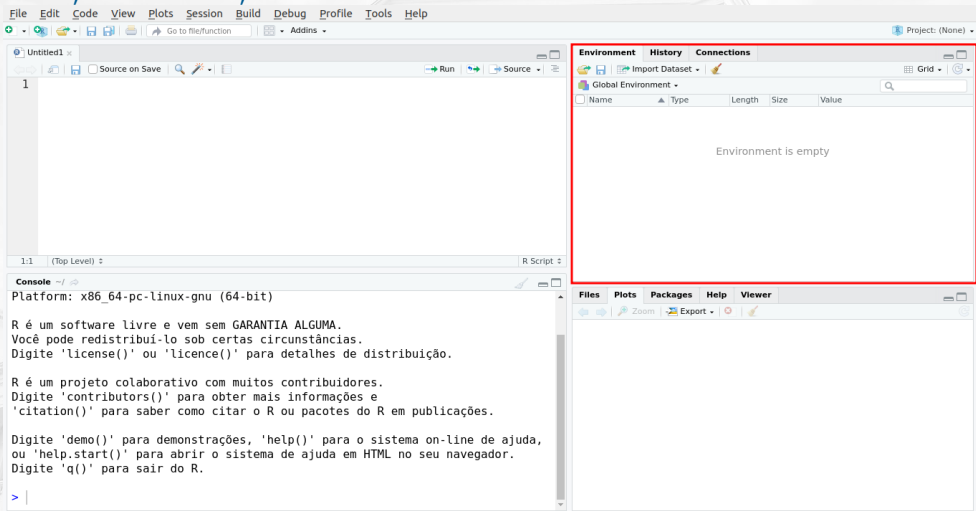 File Edit Code View Plots Session Build Debug Profile Tools Help
Go to file/function Addins Project: (None)
Untitled1
Source on Save Run Source
1
1:1 (Top Level) R Script
Console ~/
Platform: x86_64-pc-linux-gnu (64-bit)
R é um software livre e vem sem GARANTIA ALGUMA.
Você pode redistribuí-lo sob certas circunstâncias.
Digite 'license()' ou 'licence()' para detalhes de distribuição.
R é um projeto colaborativo com muitos contribuidores.
Digite 'contributors()' para obter mais informações e
'citation()' para saber como citar o R ou pacotes do R em publicações.
Digite 'demo()' para demonstrações, 'help()' para o sistema on-line de ajuda,
ou 'help.start()' para abrir o sistema de ajuda em HTML no seu navegador.
Digite 'q()' para sair do R.
>
Environment History Connections
Import Dataset Grid
Global Environment
Name Type Length Size Value
Environment is empty
Files Plots Packages Help Viewer
Zoom Export